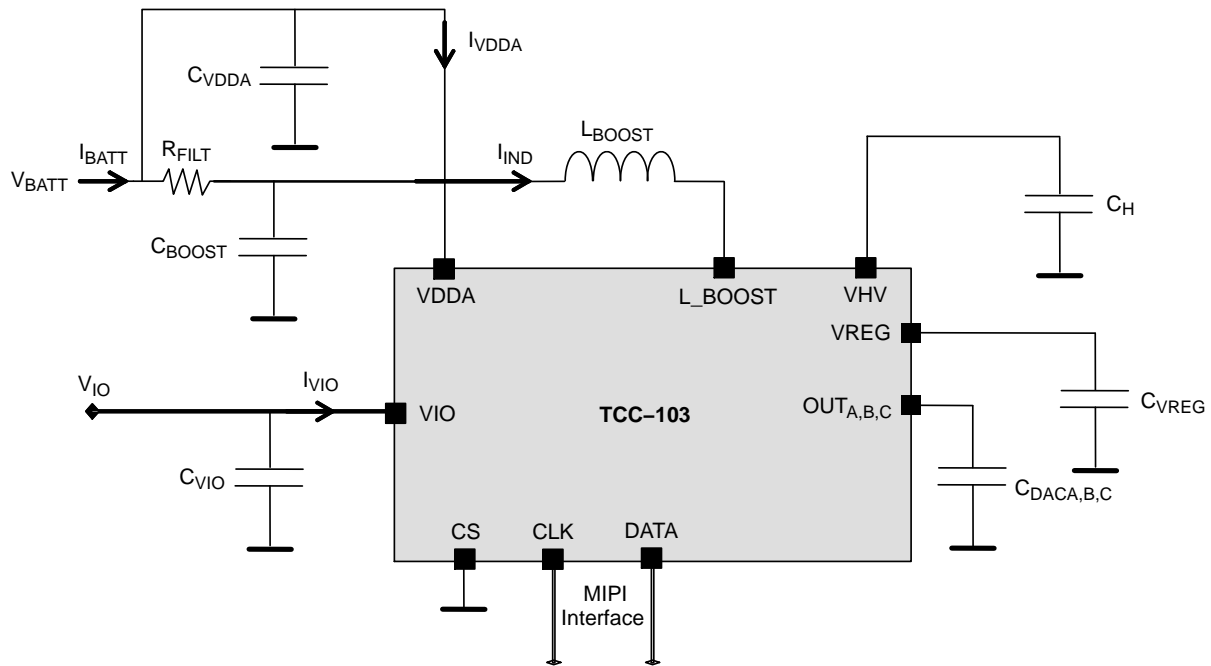 I_VDDA
C_VDDA
I_BATT
R_FILT
I_IND
L_BOOST
V_BATT
C_H
C_BOOST
VDDA
L_BOOST
VHV
VREG
V_IO
I_VIO
VIO
TCC–103
OUT_A,B,C
C_VREG
C_VIO
C_DACA,B,C
CS
CLK
DATA
MIPI
Interface